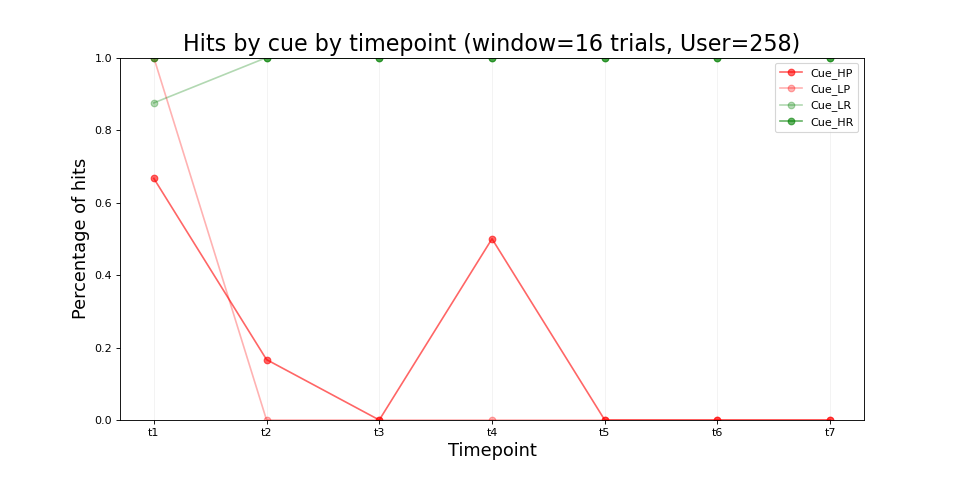 Hits by cue by timepoint (window=16 trials, User=258)
Percentage of hits
1.0
0.8
0.6
0.4
0.2
0.0
Cue_HP
Cue_LP
Cue_LR
Cue_HR
t1 t2 t3 t4 t5 t6 t7
Timepoint